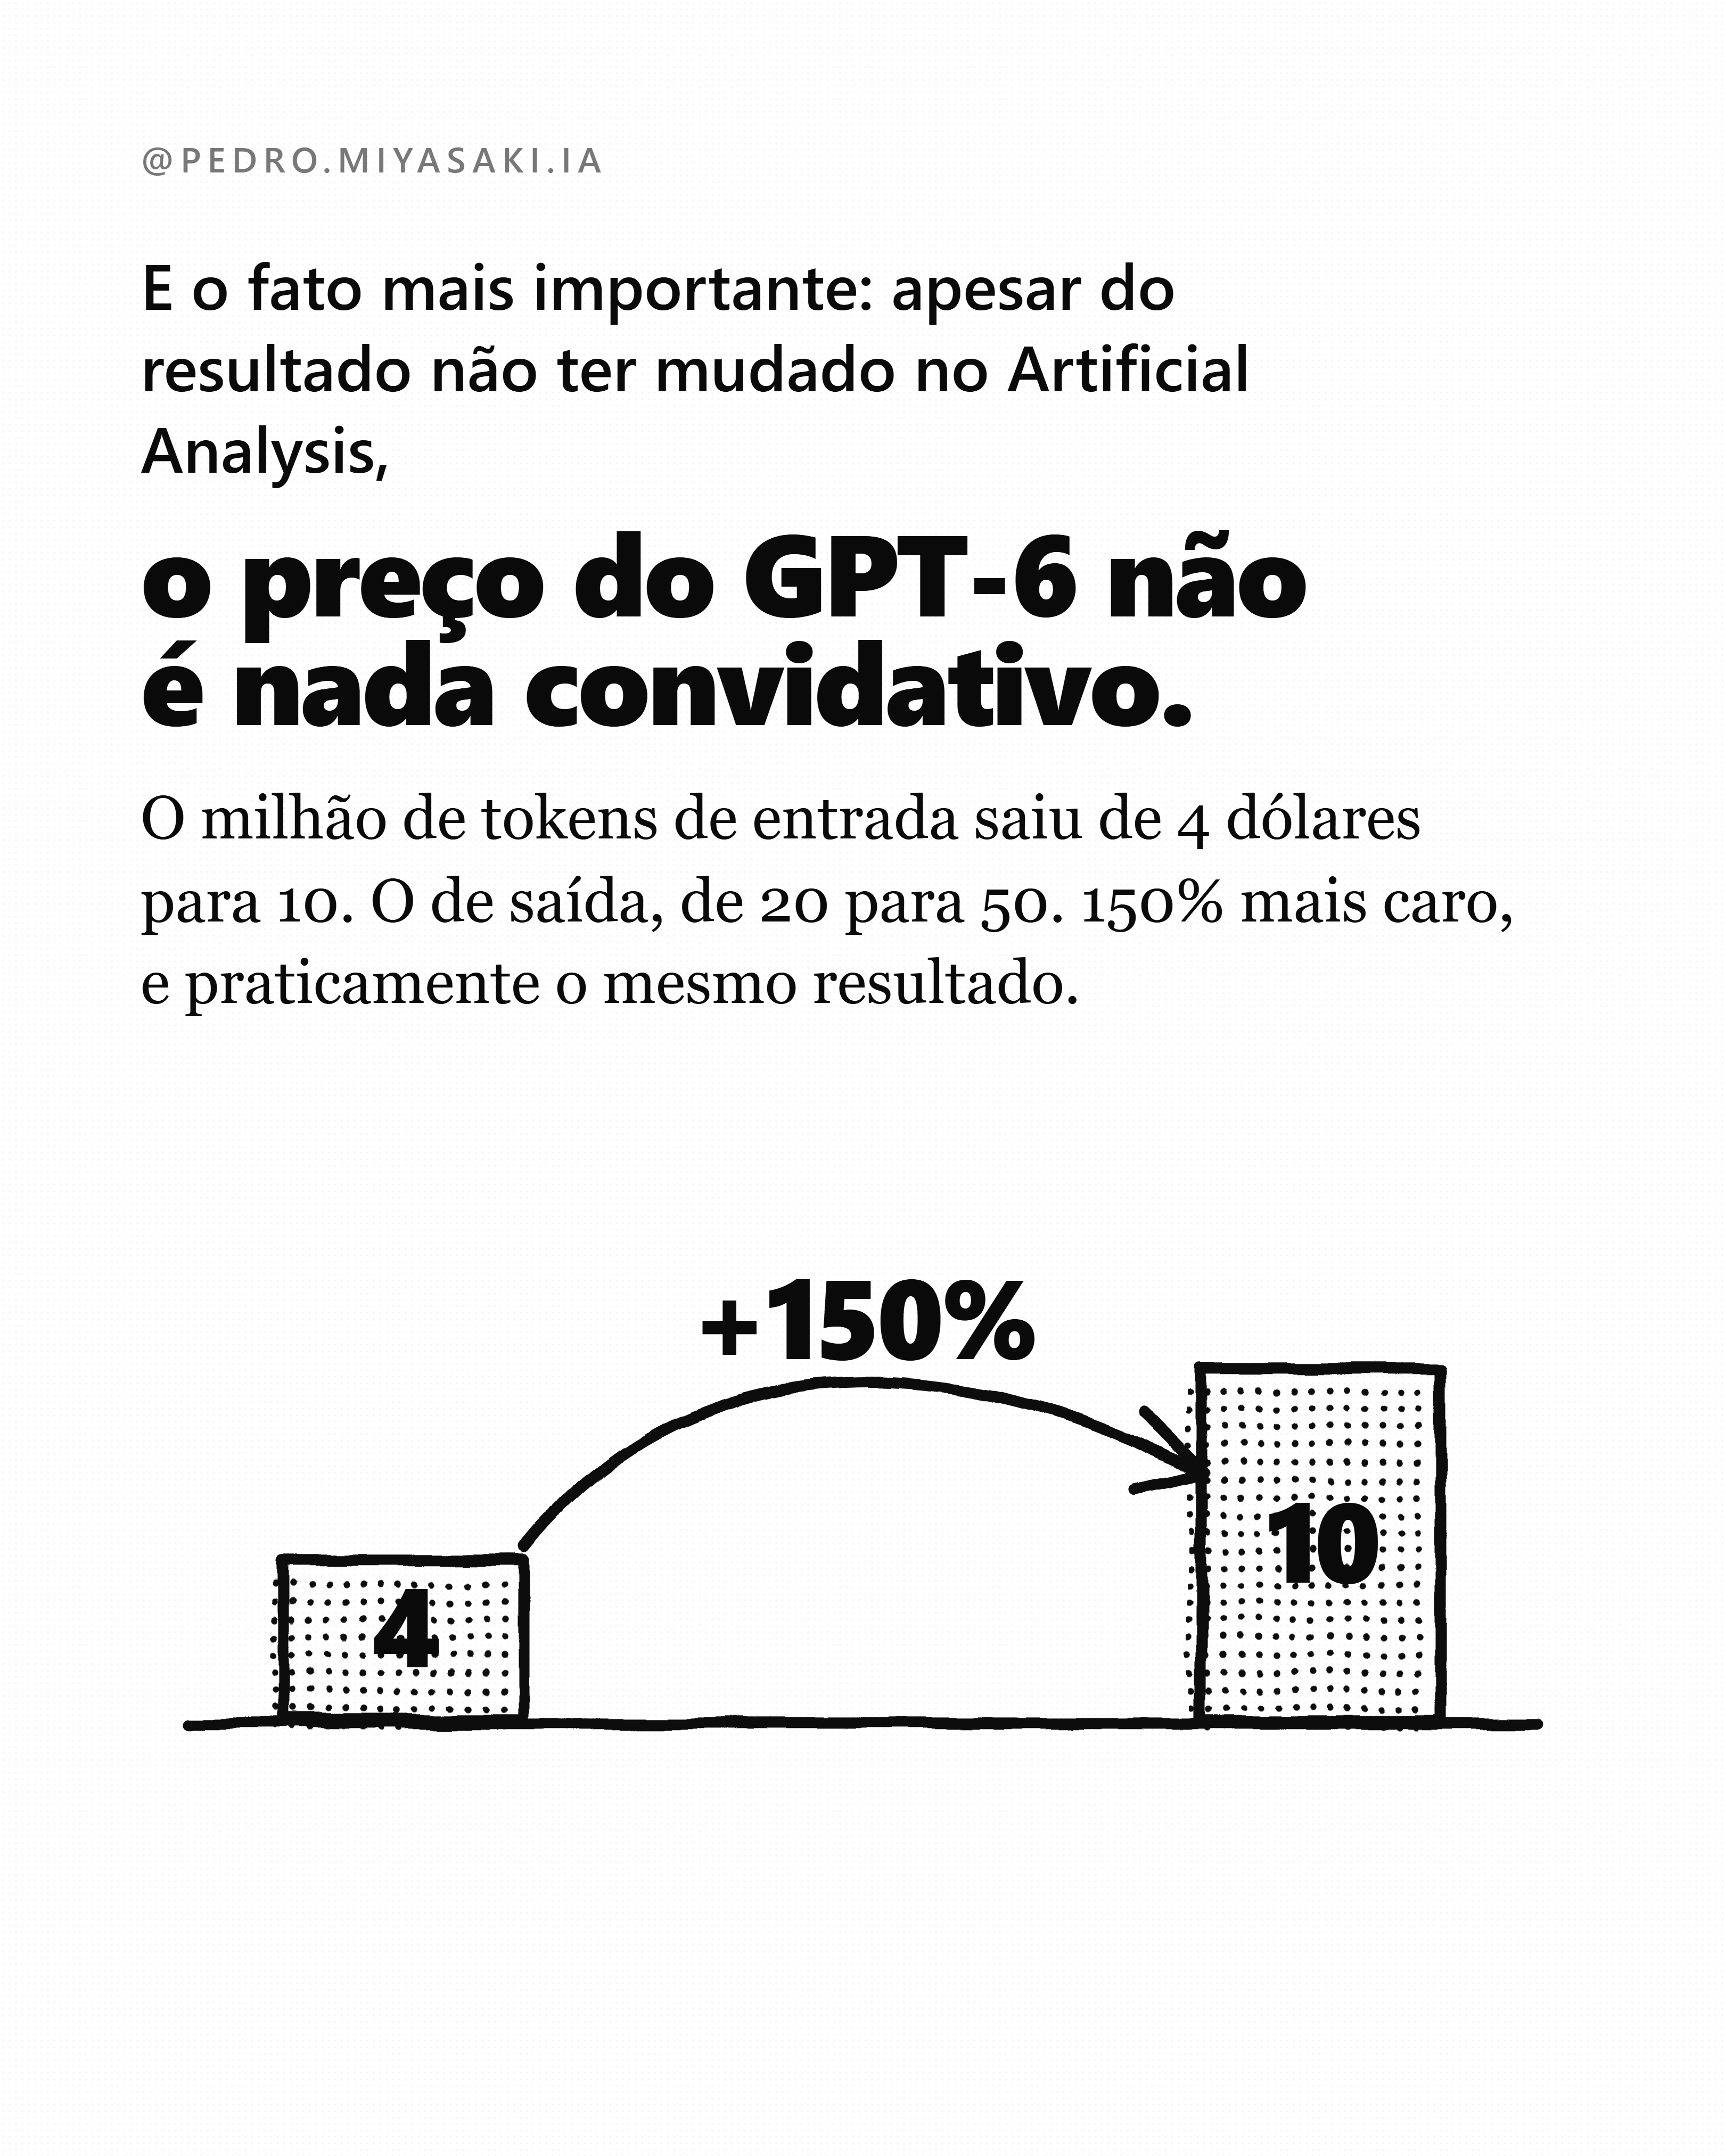 @PEDRO.MIYASAKI.IA
E o fato mais importante: apesar do
resultado não ter mudado no Artificial
Analysis,
o preço do GPT-6 não
é nada convidativo.
O milhão de tokens de entrada saiu de 4 dólares
para 10. O de saída, de 20 para 50. 150% mais caro,
e praticamente o mesmo resultado.
+150%
4
10